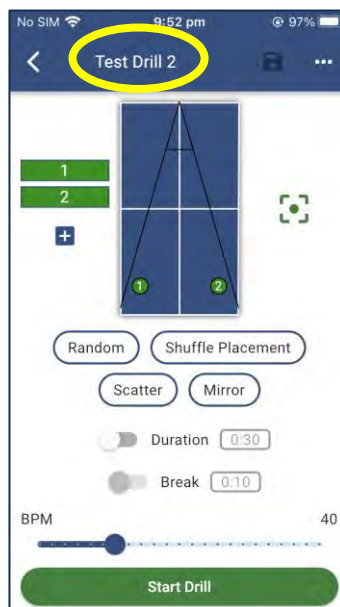 No SIM 9:52 pm 97%
Test Drill 2
1
2
1 2
Random Shuffle Placement
Scatter Mirror
Duration 0:30
Break 0:10
BPM 40
Start Drill